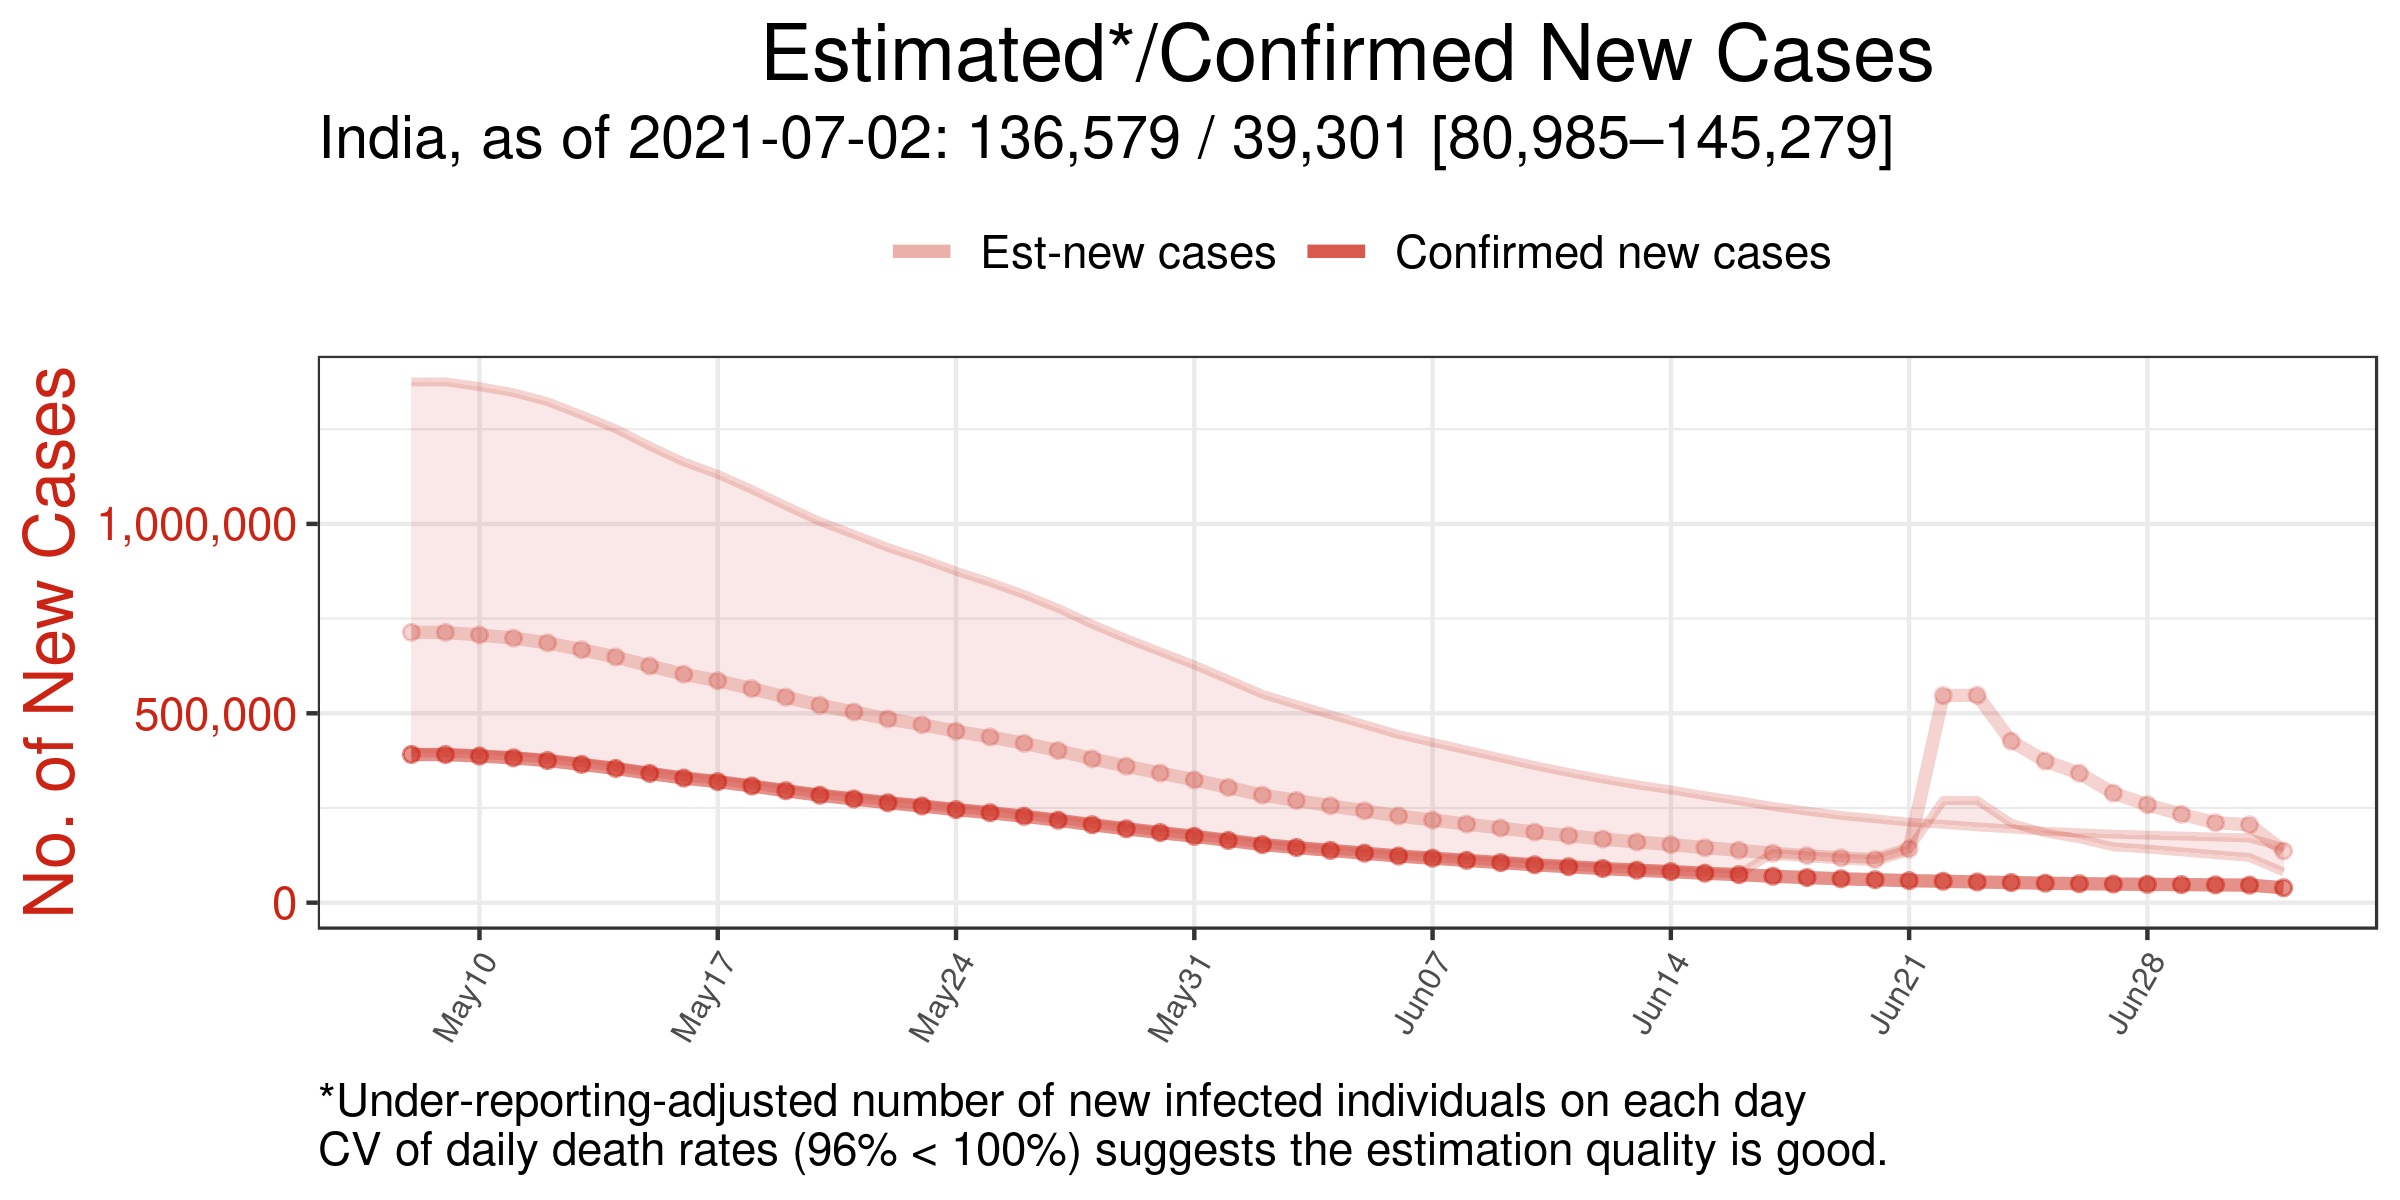 Estimated*/Confirmed New Cases
India, as of 2021-07-02: 136,579 / 39,301 [80,985–145,279]
Est-new cases
Confirmed new cases
No. of New Cases
1,000,000
500,000
0
May10
May17
May24
May31
Jun07
Jun14
Jun21
Jun28
*Under-reporting-adjusted number of new infected individuals on each day
CV of daily death rates (96% < 100%) suggests the estimation quality is good.